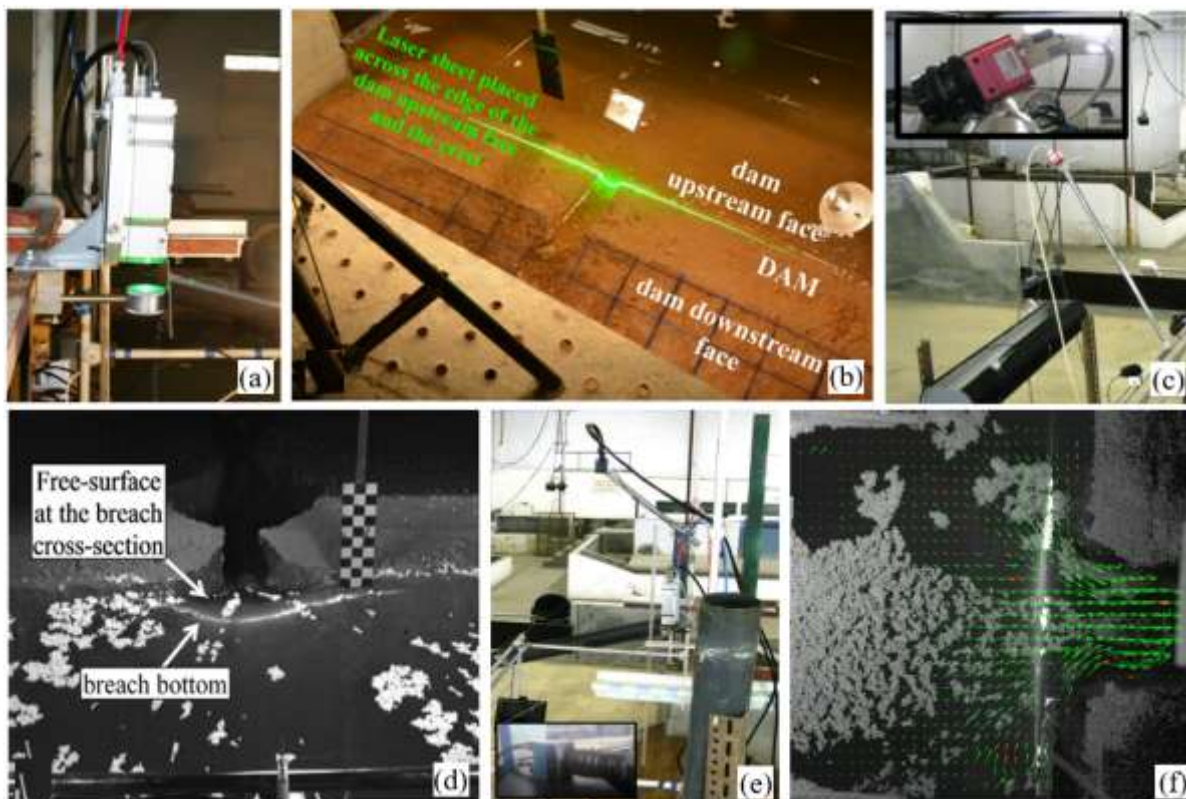 (a)
Laser sheet placed
across the edge of the
dam upstream face
and the crest
dam
upstream face
DAM
dam downstream
face
(b)
(c)
Free-surface
at the breach
cross-section
breach bottom
(d)
(e)
(f)